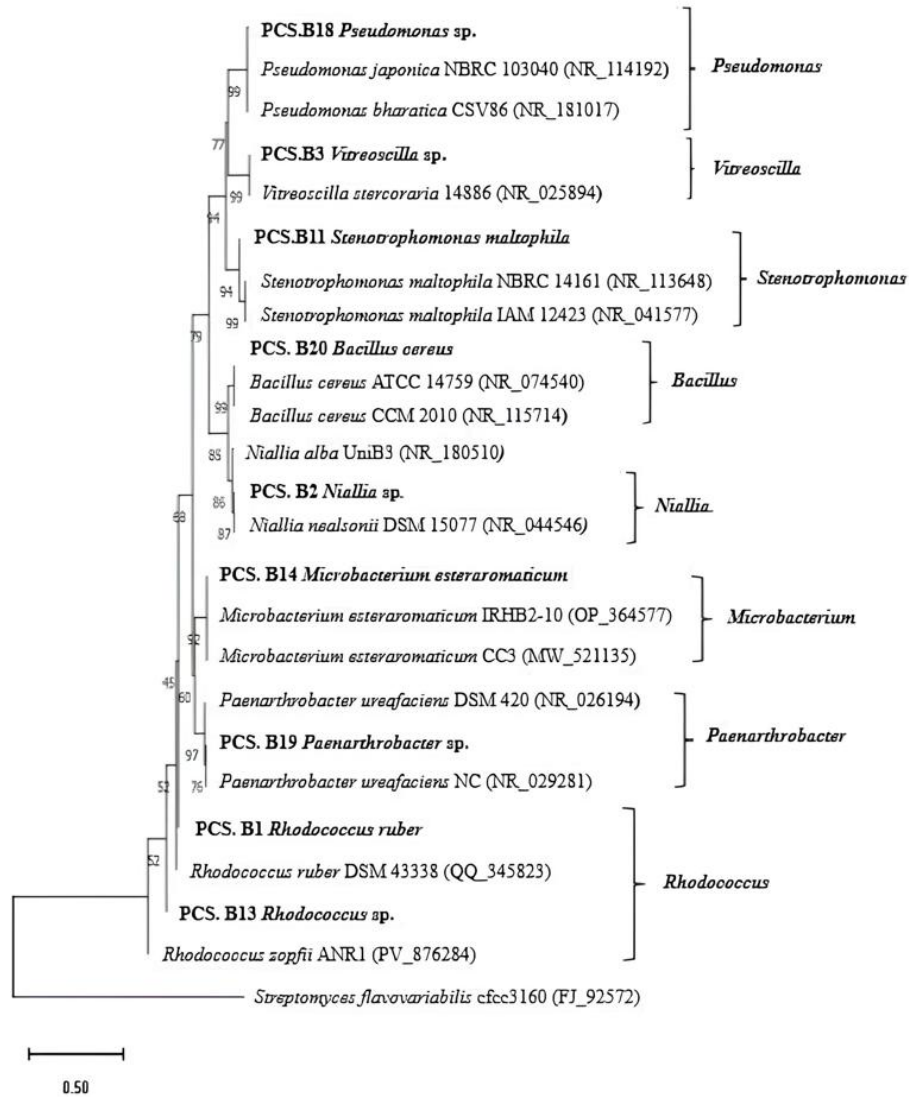 PCS.B18 Pseudomonas sp.
Pseudomonas japonica NBRC 103040 (NR_114192)
Pseudomonas
99
Pseudomonas bharatica CSV86 (NR_181017)
77
PCS.B3 Vitreoscilla sp.
Vitreoscilla
99
Vitreoscilla stercoraria 14886 (NR_025894)
94
PCS.B11 Stenotrophomonas maltophila
Stenotrophomonas maltophila NBRC 14161 (NR_113648)
Stenotrophomonas
94
Stenotrophomonas maltophila IAM 12423 (NR_041577)
99
79
PCS. B20 Bacillus cereus
Bacillus cereus ATCC 14759 (NR_074540)
Bacillus
99
Bacillus cereus CCM 2010 (NR_115714)
85
Niallia alba UniB3 (NR_180510)
PCS. B2 Niallia sp.
86
Niallia
Niallia nealsonii DSM 15077 (NR_044546)
87
PCS. B14 Microbacterium esteraromaticum
Microbacterium esteraromaticum IRHB2-10 (OP_364577)
Microbacterium
92
Microbacterium esteraromaticum CC3 (MW_521135)
45
60
Paenarthrobacter ureafaciens DSM 420 (NR_026194)
PCS. B19 Paenarthrobacter sp.
Paenarthrobacter
97
Paenarthrobacter ureafaciens NC (NR_029281)
76
52
PCS. B1 Rhodococcus ruber
52
Rhodococcus ruber DSM 43338 (QQ_345823)
Rhodococcus
PCS. B13 Rhodococcus sp.
Rhodococcus zopfii ANR1 (PV_876284)
Streptomyces flavovariabilis cfcc3160 (FJ_92572)
0.50